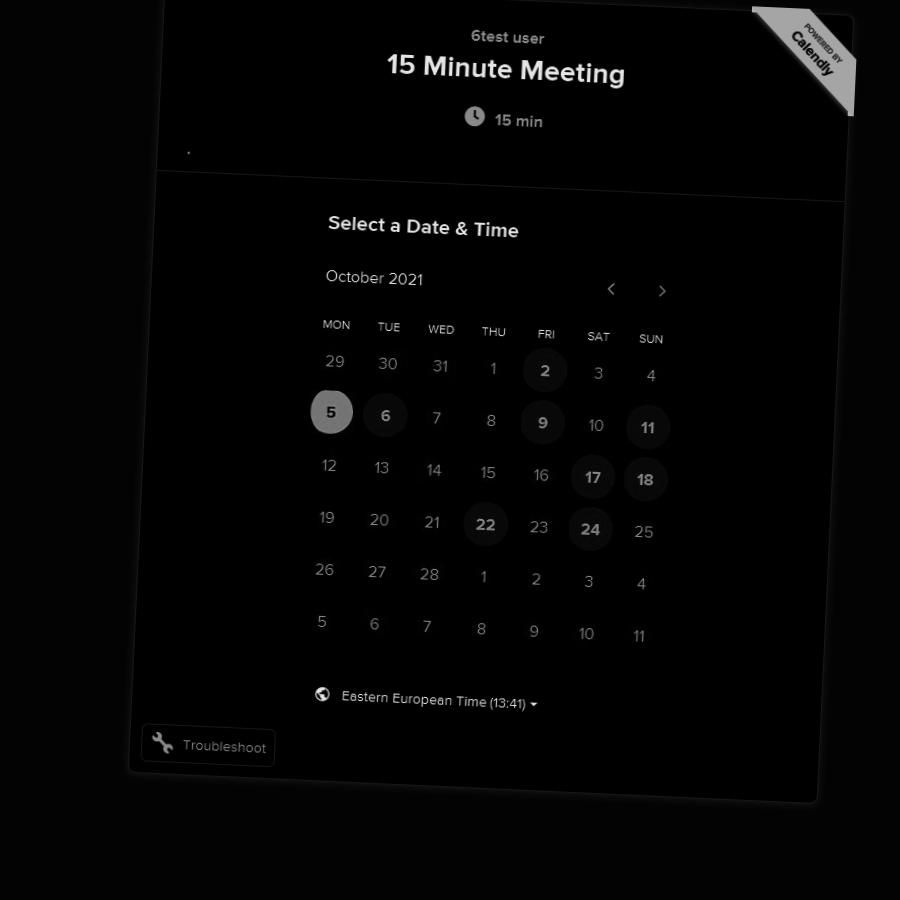 6test user
POWERED BY
Calendly
15 Minute Meeting
15 min
Select a Date & Time
October 2021
MON TUE WED THU FRI SAT SUN
29 30 31 1 2 3 4
5 6 7 8 9 10 11
12 13 14 15 16 17 18
19 20 21 22 23 24 25
26 27 28 1 2 3 4
5 6 7 8 9 10 11
Eastern European Time (13:41)
Troubleshoot